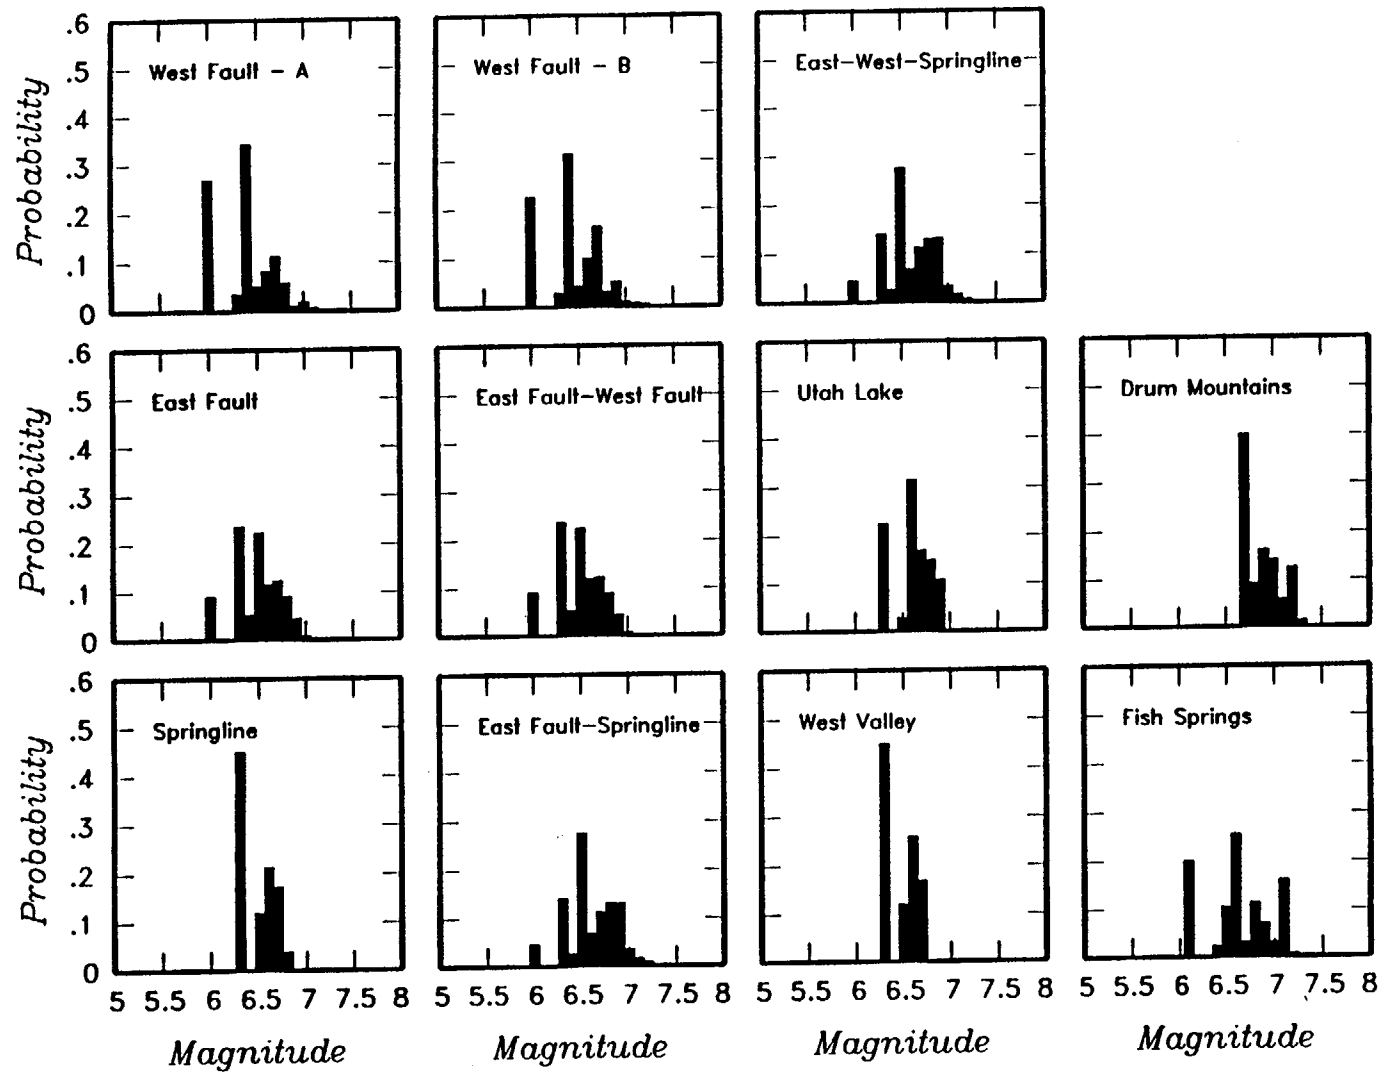 .6
.5
.4
.3
.2
.1
0
Probability
West Fault - A
West Fault - B
East-West-Springline
.6
.5
.4
.3
.2
.1
0
Probability
East Fault
East Fault-West Fault
Utah Lake
Drum Mountains
.6
.5
.4
.3
.2
.1
0
Probability
Springline
East Fault-Springline
West Valley
Fish Springs
5 5.5 6 6.5 7 7.5 8
5 5.5 6 6.5 7 7.5 8
5 5.5 6 6.5 7 7.5 8
5 5.5 6 6.5 7 7.5 8
Magnitude
Magnitude
Magnitude
Magnitude